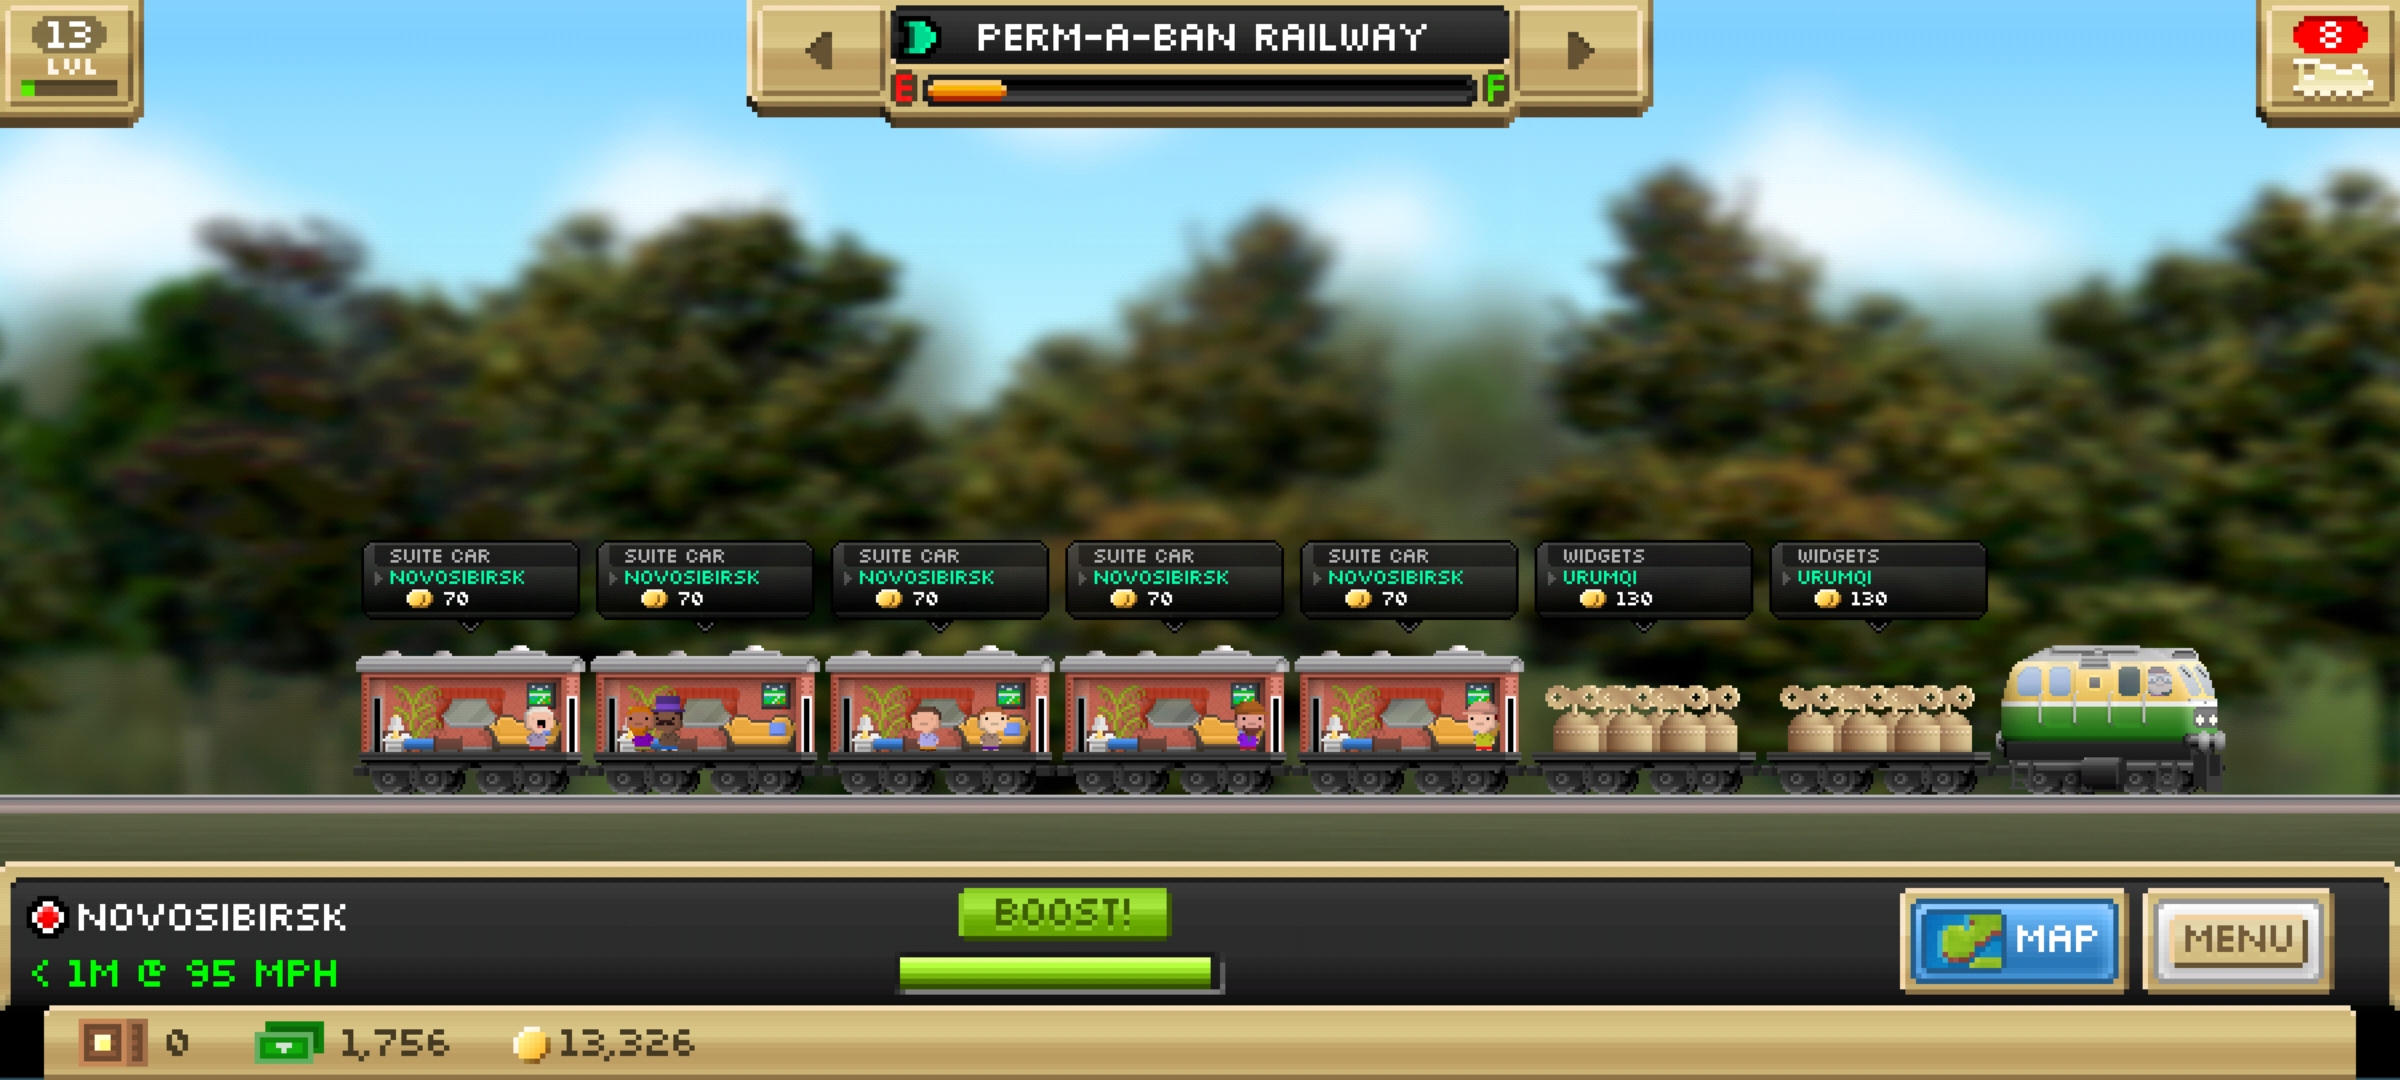 13
LVL
PERM-A-BAN RAILWAY
E
F
8
SUITE CAR
NOVOSIBIRSK
70
SUITE CAR
NOVOSIBIRSK
70
SUITE CAR
NOVOSIBIRSK
70
SUITE CAR
NOVOSIBIRSK
70
SUITE CAR
NOVOSIBIRSK
70
WIDGETS
URUMQI
130
WIDGETS
URUMQI
130
NOVOSIBIRSK
< 1M @ 95 MPH
BOOST!
MAP
MENU
0
1,756
13,326